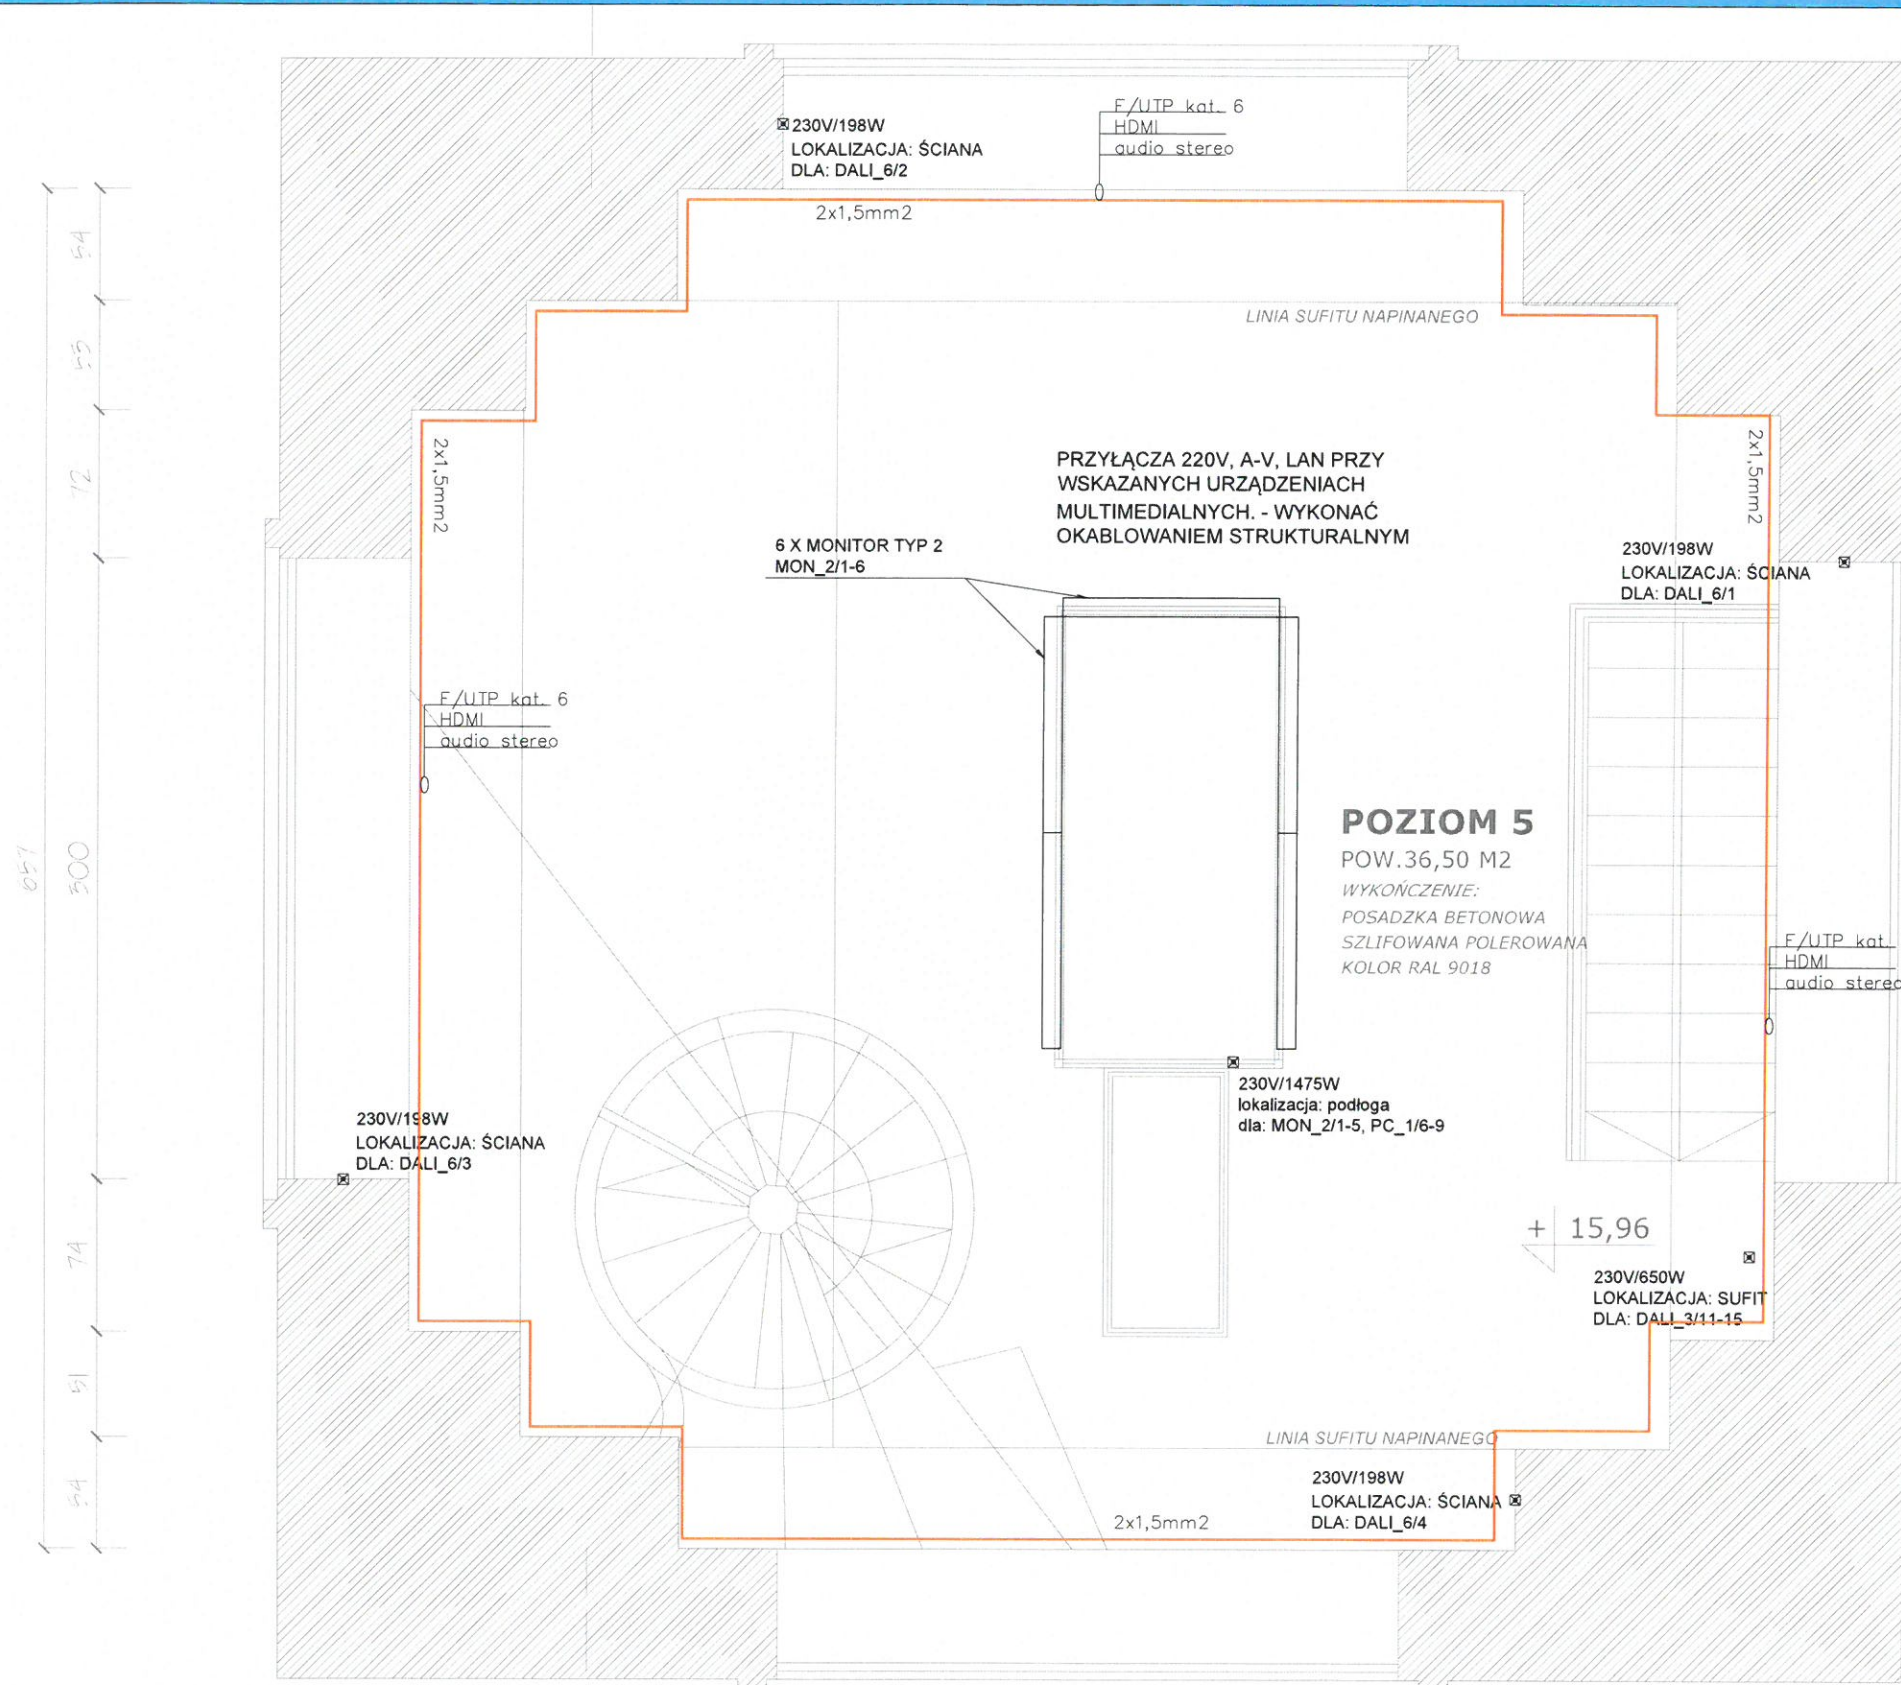 F/UTP kat. 6
HDMI
audio stereo
230V/198W
LOKALIZACJA: ŚCIANA
DLA: DALI_6/2
2x1,5mm2
54
LINIA SUFITU NAPINANEGO
55
72
2x1,5mm2
2x1,5mm2
PRZYŁĄCZA 220V, A-V, LAN PRZY
WSKAZANYCH URZĄDZENIACH
MULTIMEDIALNYCH. - WYKONAĆ
OKABLOWANIEM STRUKTURALNYM
6 X MONITOR TYP 2
MON_2/1-6
230V/198W
LOKALIZACJA: ŚCIANA
DLA: DALI_6/1
F/UTP kat. 6
HDMI
audio stereo
POZIOM 5
POW.36,50 M2
WYKOŃCZENIE:
POSADZKA BETONOWA
SZLIFOWANA POLEROWANA
KOLOR RAL 9018
300
F/UTP kat.
HDMI
audio stereo
230V/1475W
lokalizacja: podłoga
dla: MON_2/1-5, PC_1/6-9
230V/198W
LOKALIZACJA: ŚCIANA
DLA: DALI_6/3
74
+ 15,96
230V/650W
LOKALIZACJA: SUFIT
DLA: DALI_3/11-15
51
LINIA SUFITU NAPINANEGO
230V/198W
LOKALIZACJA: ŚCIANA
DLA: DALI_6/4
54
2x1,5mm2